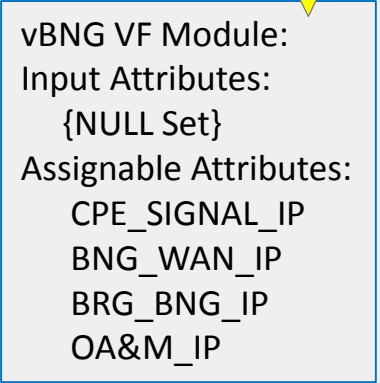 vBNG VF Module:
Input Attributes:
{NULL Set}
Assignable Attributes:
CPE_SIGNAL_IP
BNG_WAN_IP
BRG_BNG_IP
OA&M_IP